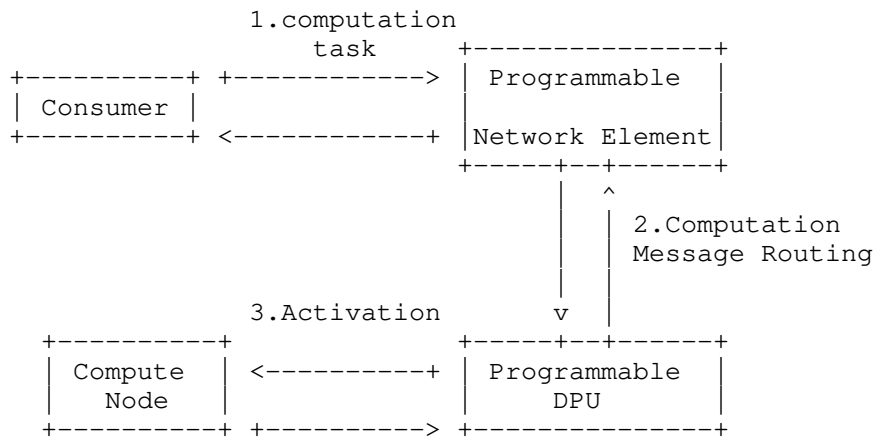 1.computation
task
Programmable
Consumer
Network Element
2.Computation
Message Routing
3.Activation
Compute
Programmable
Node
DPU